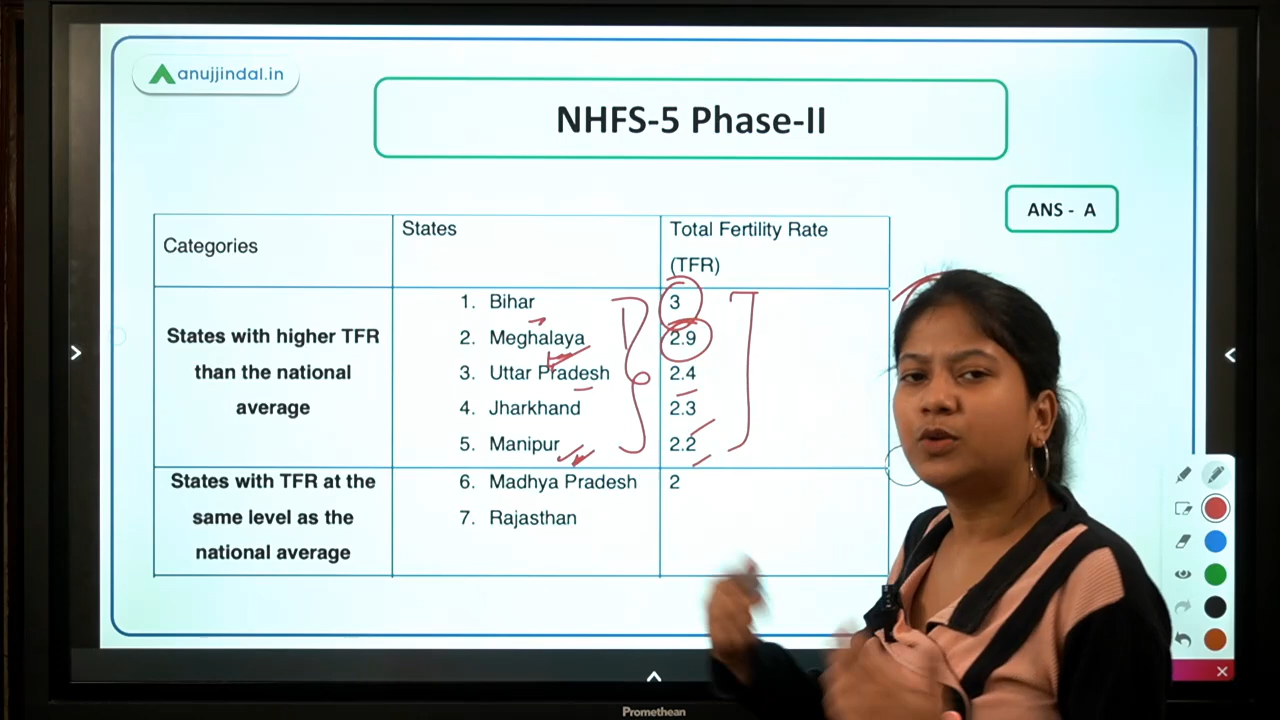 anujjindal.in
NHFS-5 Phase-II
ANS - A
Categories
States
Total Fertility Rate
(TFR)
States with higher TFR
than the national
average
1. Bihar
3
2. Meghalaya
2.9
3. Uttar Pradesh
2.4
4. Jharkhand
2.3
5. Manipur
2.2
States with TFR at the
same level as the
national average
6. Madhya Pradesh
2
7. Rajasthan
Promethean